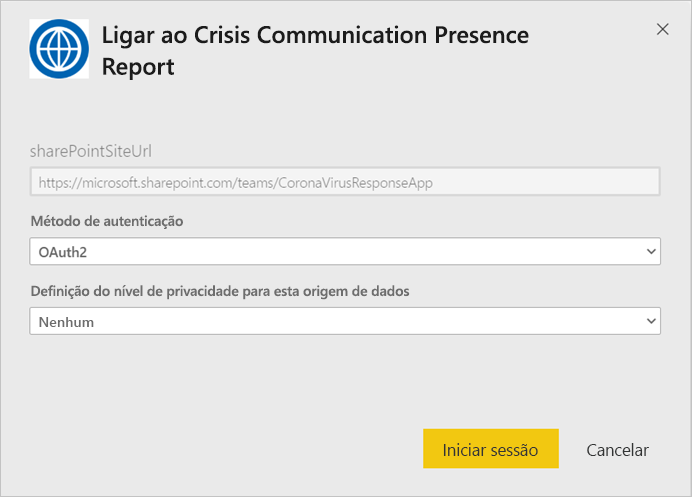 Ligar ao Crisis Communication Presence
Report
sharePointSiteUrl
https://microsoft.sharepoint.com/teams/CoronaVirusResponseApp
Método de autenticação
OAuth2
Definição do nível de privacidade para esta origem de dados
Nenhum
Iniciar sessão
Cancelar